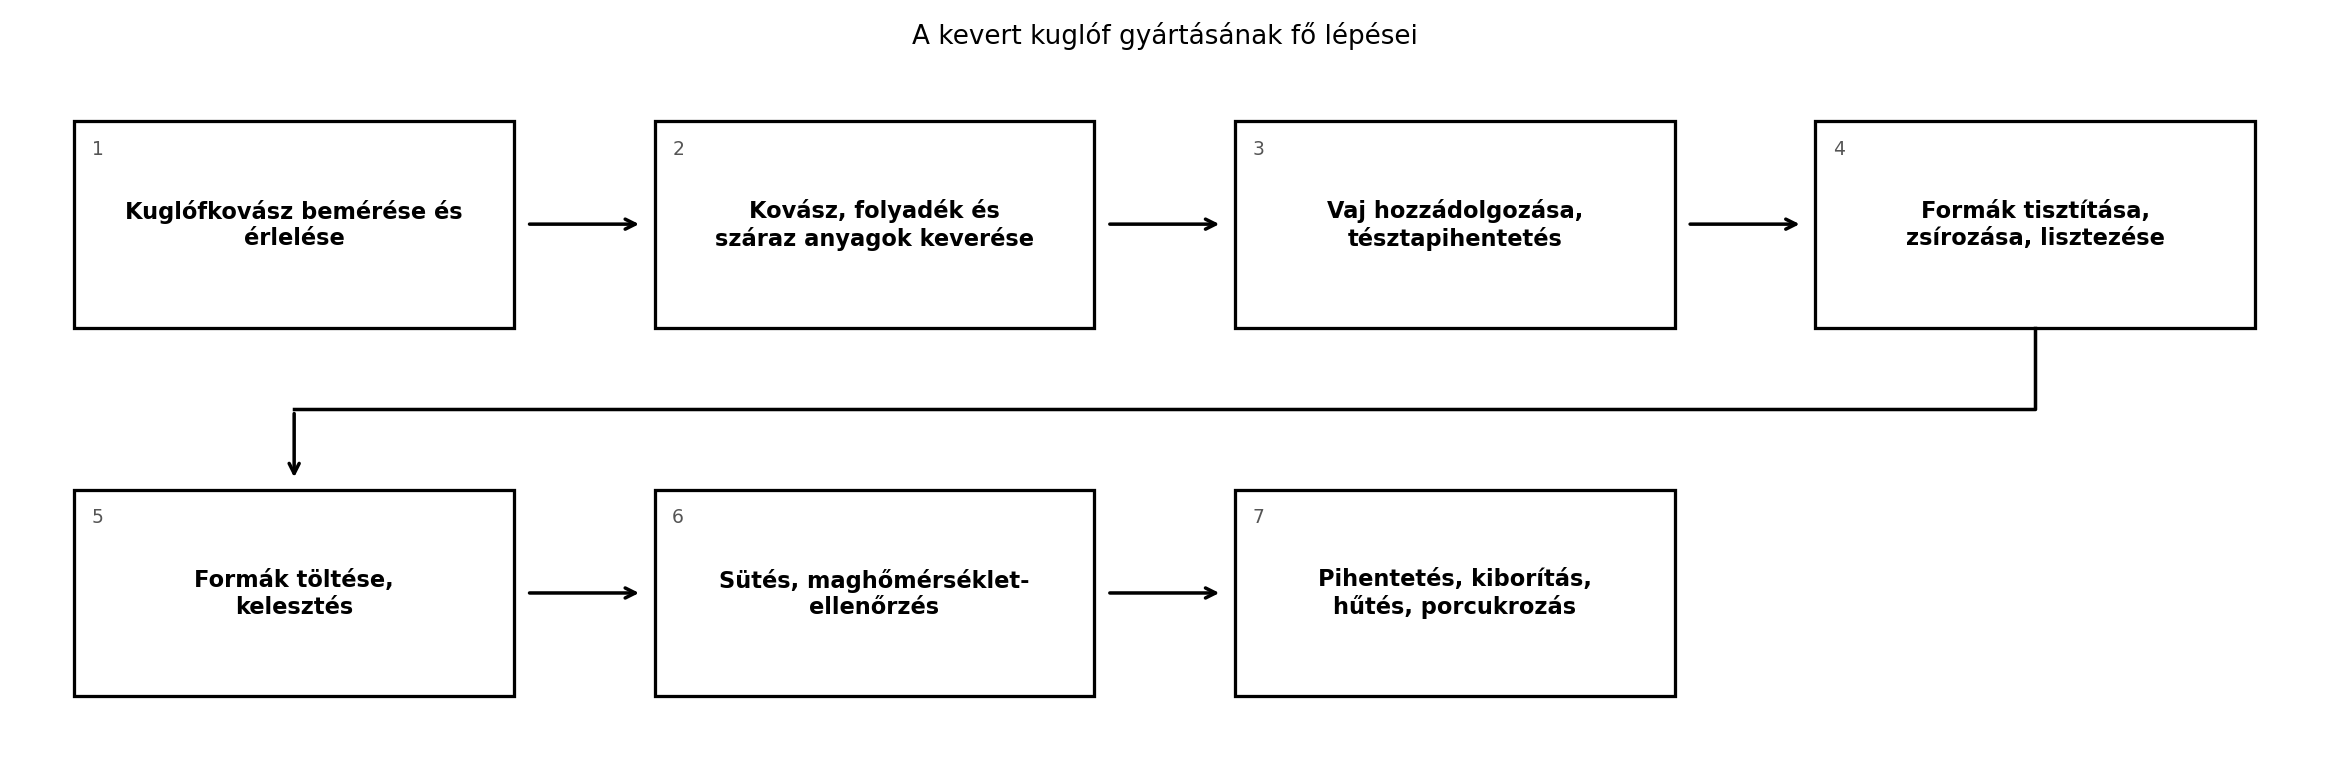 A kevert kuglóf gyártásának fő lépései
1
Kuglófkovász bemérése és
érlelése
2
Kovász, folyadék és
száraz anyagok keverése
3
Vaj hozzádolgozása,
tésztapihentetés
4
Formák tisztítása,
zsírozása, lisztezése
5
Formák töltése,
kelesztés
6
Sütés, maghőmérséklet-
ellenőrzés
7
Pihentetés, kiborítás,
hűtés, porcukrozás